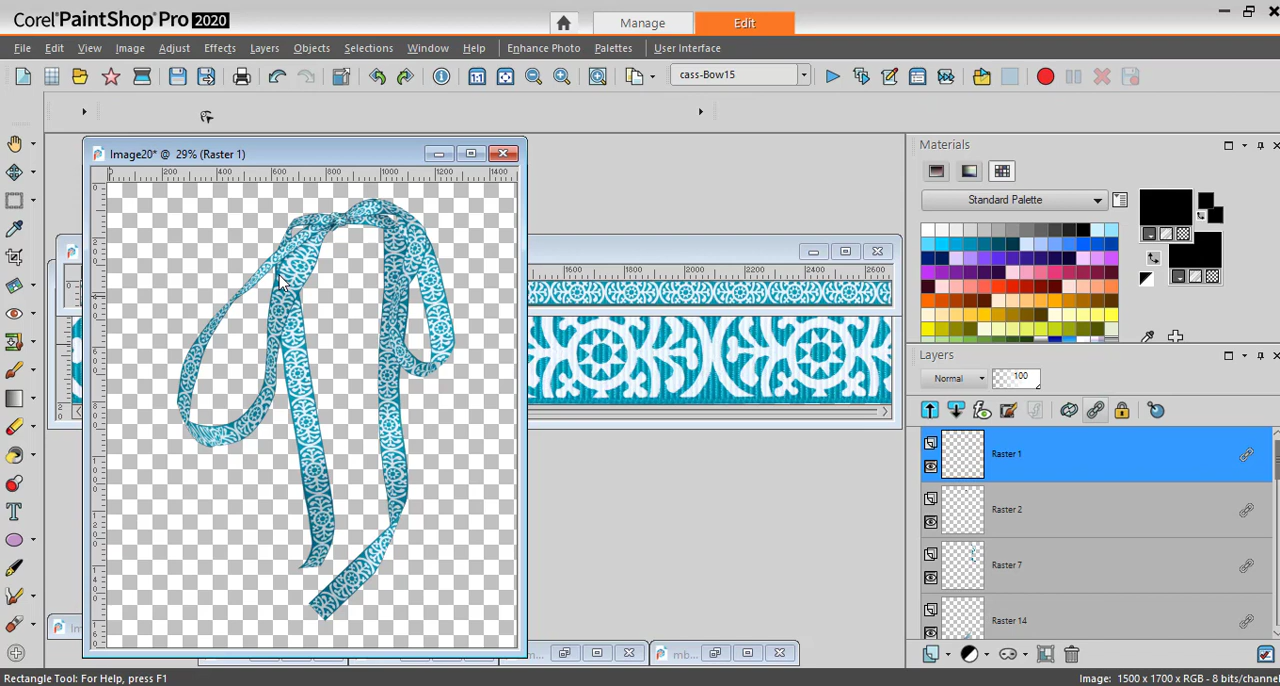 Corel PaintShop Pro 2020
Manage
Edit
File Edit View Image Adjust Effects Layers Objects Selections Window Help Enhance Photo Palettes User Interface
cass-Bow15
Image20* @ 29% (Raster 1)
200 400 600 800 1000 1200 1400
1600 1800 2000 2200 2400 2600
Materials
Standard Palette
Layers
Normal
100
Raster 1
Raster 2
Raster 7
Raster 14
Rectangle Tool: For Help, press F1
Image: 1500 x 1700 x RGB - 8 bits/channe